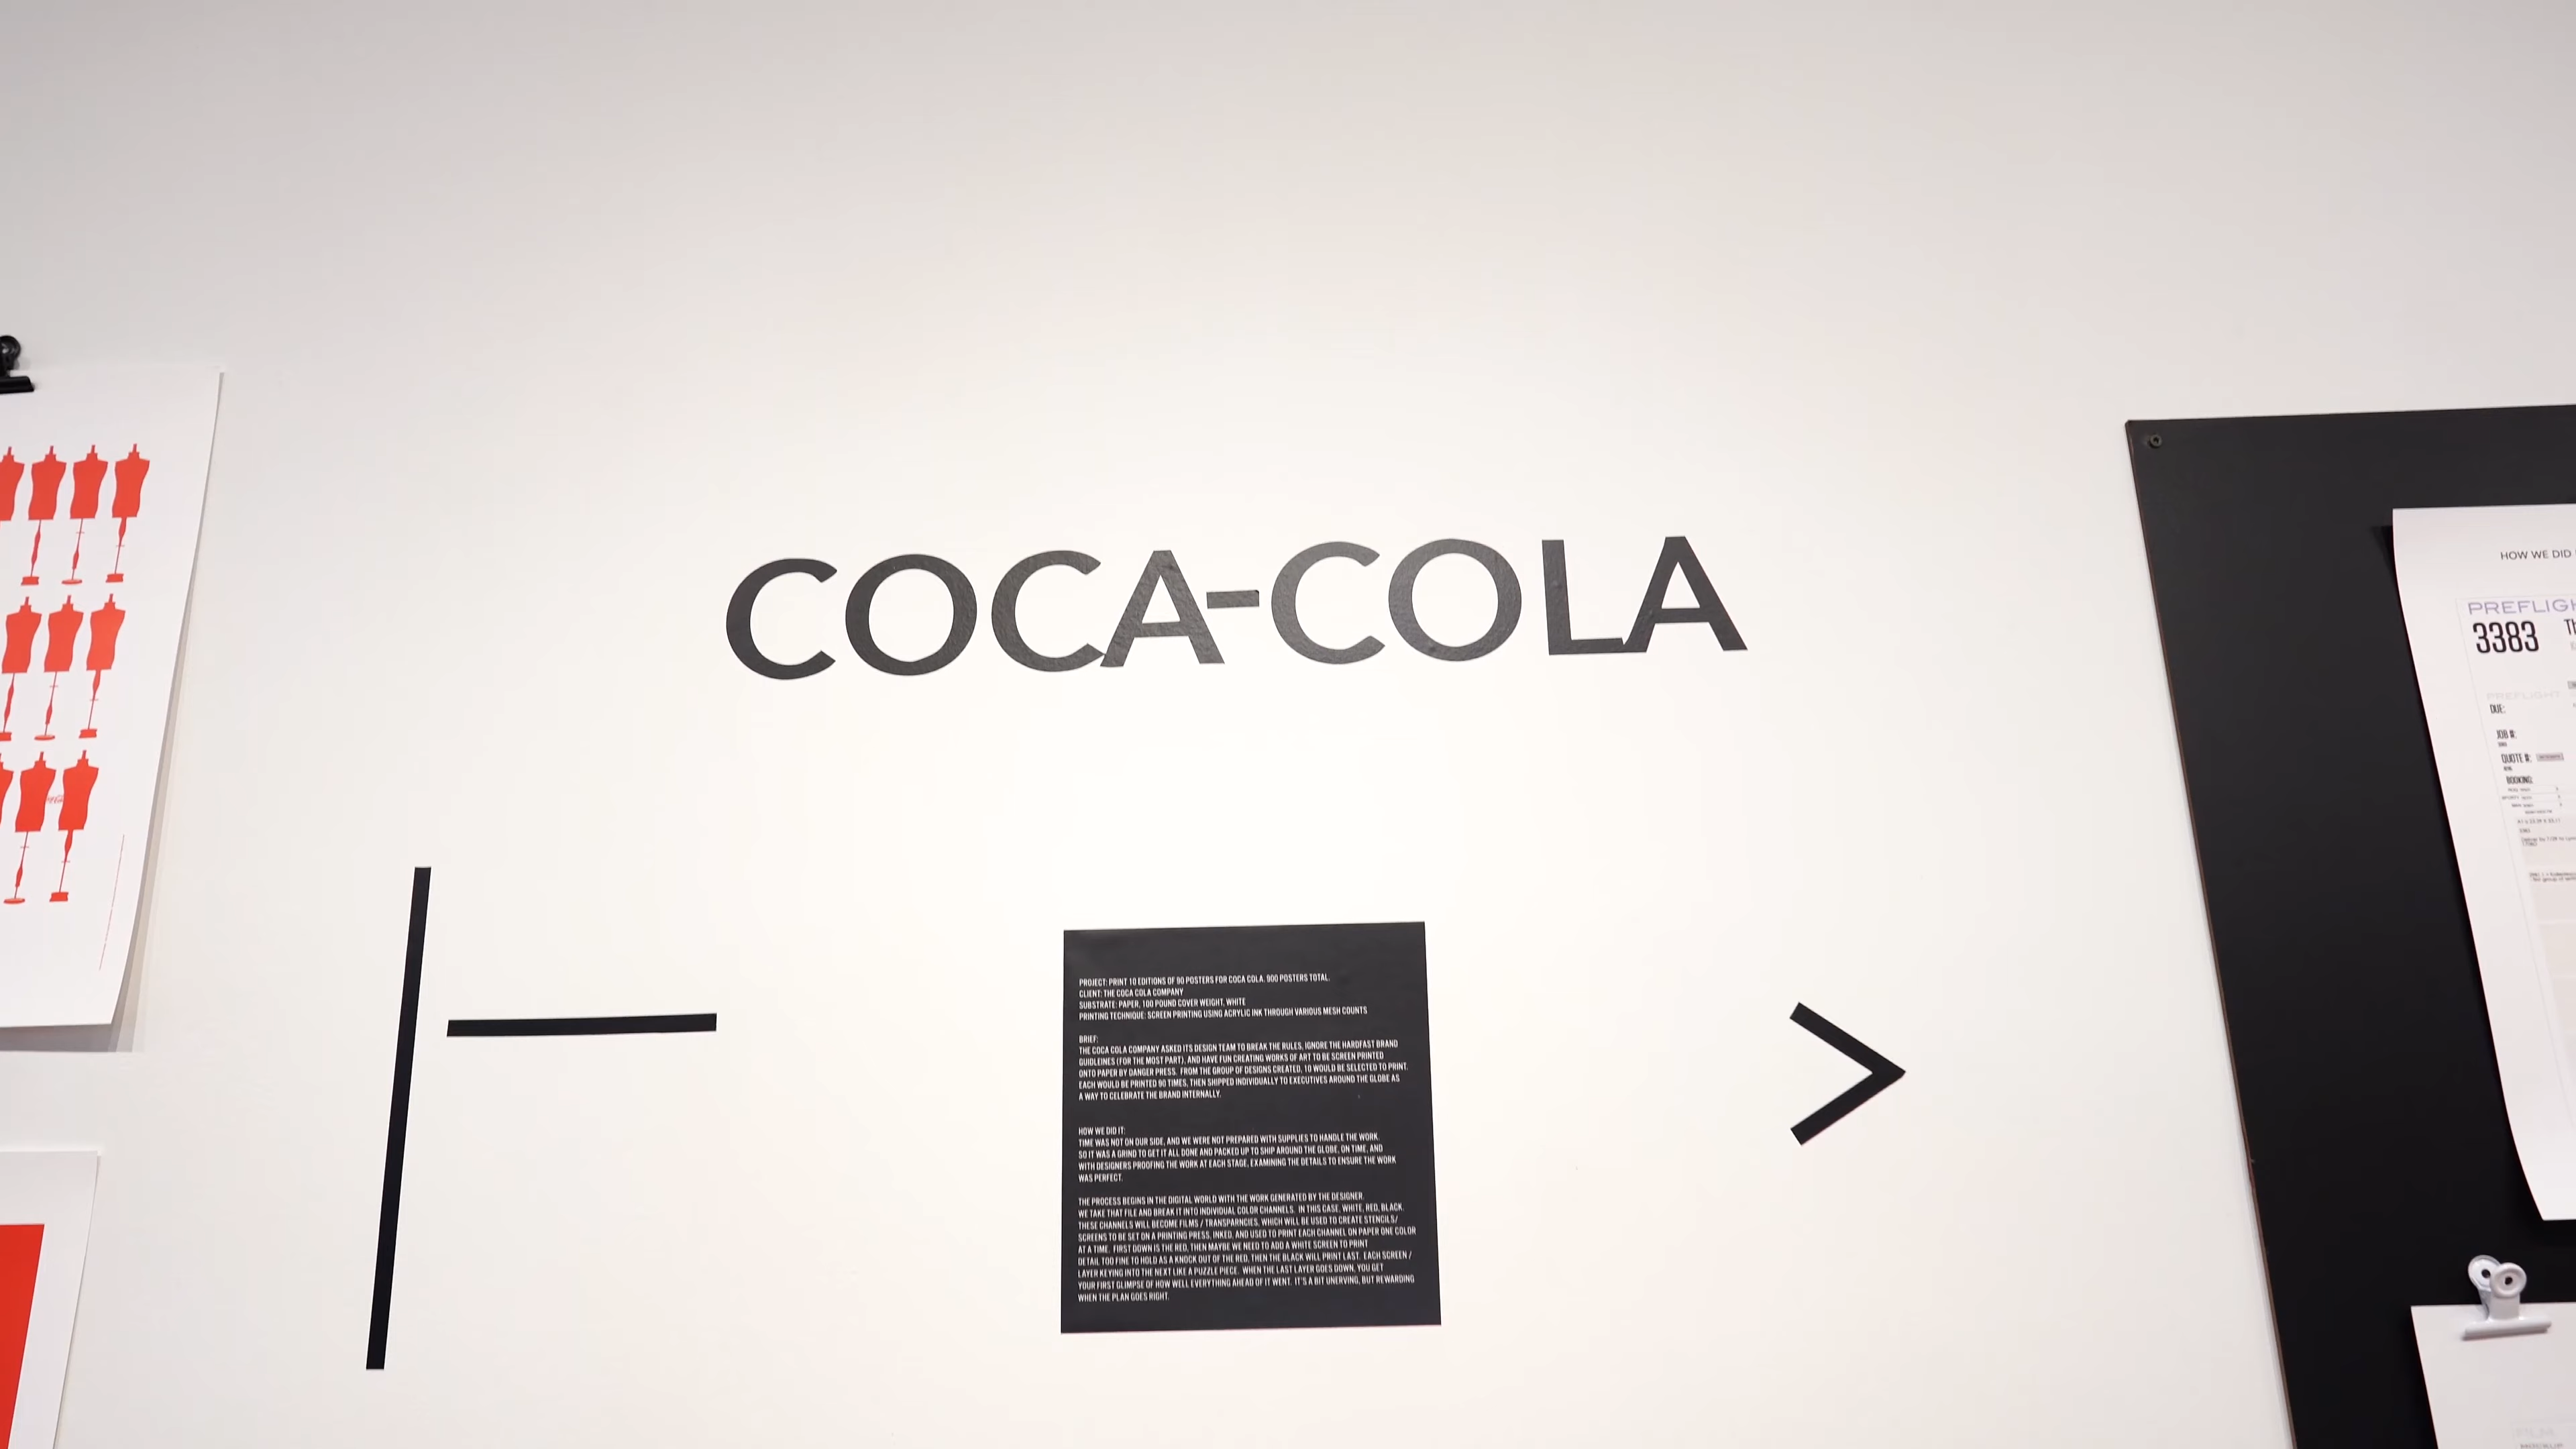 COCA-COLA
PROJECT: PRINT 10 EDITIONS OF 90 POSTERS FOR COCA COLA. 900 POSTERS TOTAL.
CLIENT: THE COCA COLA COMPANY
SUBSTRATE: PAPER, 100 POUND COVER WEIGHT, WHITE
PRINTING TECHNIQUE: SCREEN PRINTING USING ACRYLIC INK THROUGH VARIOUS MESH COUNTS
BRIEF:
THE COCA COLA COMPANY ASKED ITS DESIGN TEAM TO BREAK THE RULES, IGNORE THE HARDFAST BRAND
GUIDLEINES (FOR THE MOST PART), AND HAVE FUN CREATING WORKS OF ART TO BE SCREEN PRINTED
ONTO PAPER BY DANGER PRESS. FROM THE GROUP OF DESIGNS CREATED, 10 WOULD BE SELECTED TO PRINT.
EACH WOULD BE PRINTED 90 TIMES, THEN SHIPPED INDIVIDUALLY TO EXECUTIVES AROUND THE GLOBE AS
A WAY TO CELEBRATE THE BRAND INTERNALLY.
HOW WE DID IT:
TIME WAS NOT ON OUR SIDE, AND WE WERE NOT PREPARED WITH SUPPLIES TO HANDLE THE WORK.
SO IT WAS A GRIND TO GET IT ALL DONE AND PACKED UP TO SHIP AROUND THE GLOBE, ON TIME, AND
WITH DESIGNERS PROOFING THE WORK AT EACH STAGE, EXAMINING THE DETAILS TO ENSURE THE WORK
WAS PERFECT.
THE PROCESS BEGINS IN THE DIGITAL WORLD WITH THE WORK GENERATED BY THE DESIGNER.
WE TAKE THAT FILE AND BREAK IT INTO INDIVIDUAL COLOR CHANNELS. IN THIS CASE, WHITE, RED, BLACK.
THESE CHANNELS WILL BECOME FILMS / TRANSPARNCIES, WHICH WILL BE USED TO CREATE STENCILS/
SCREENS TO BE SET ON A PRINTING PRESS, INKED, AND USED TO PRINT EACH CHANNEL ON PAPER ONE COLOR
AT A TIME. FIRST DOWN IS THE RED, THEN MAYBE WE NEED TO ADD A WHITE SCREEN TO PRINT
DETAIL TOO FINE TO HOLD AS A KNOCK OUT OF THE RED, THEN THE BLACK WILL PRINT LAST. EACH SCREEN /
LAYER KEYING INTO THE NEXT LIKE A PUZZLE PIECE. WHEN THE LAST LAYER GOES DOWN, YOU GET
YOUR FIRST GLIMPSE OF HOW WELL EVERYTHING AHEAD OF IT WENT. IT'S A BIT UNERVING, BUT REWARDING
WHEN THE PLAN GOES RIGHT.
HOW WE DID
PREFLIGH
3383
PREFLIGHT
DUE:
JOB #:
QUOTE #:
BOOKING: